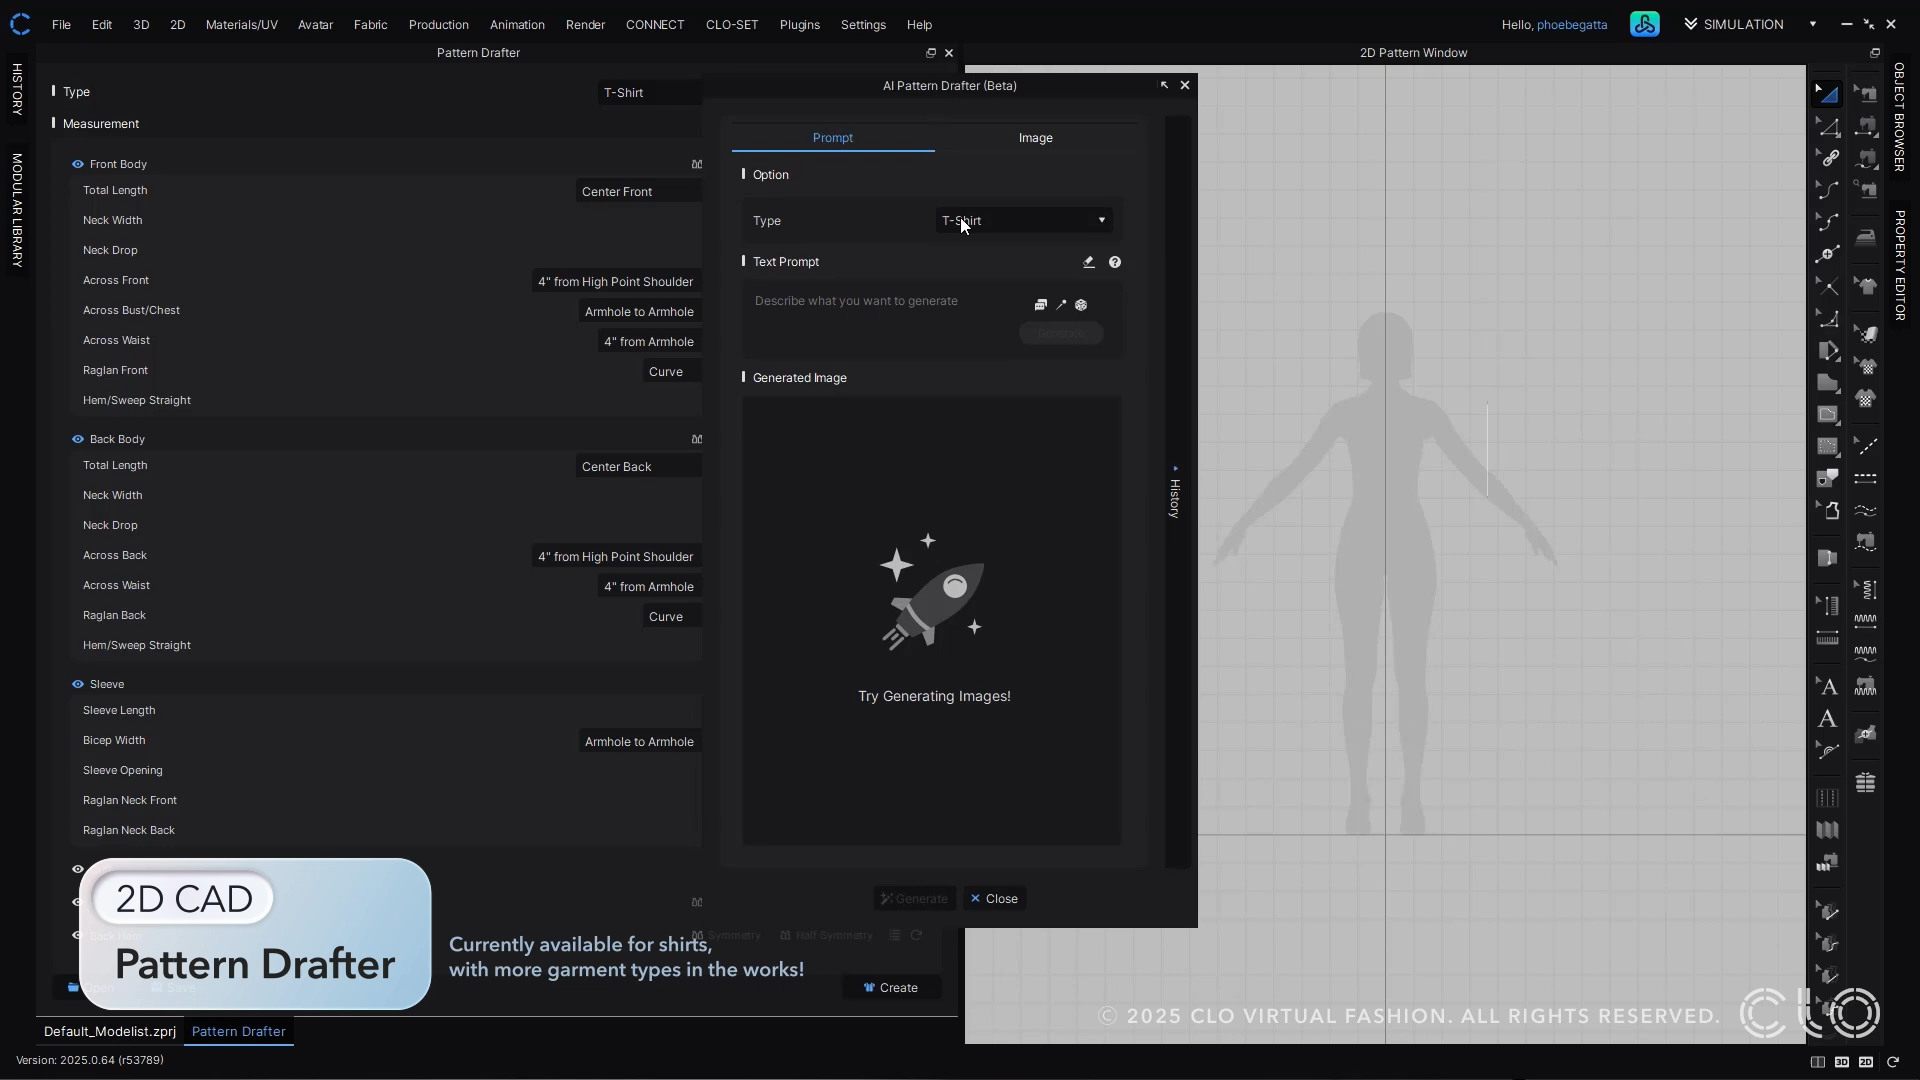 File Edit 3D 2D Materials/UV Avatar Fabric Production Animation Render CONNECT CLO-SET Plugins Settings Help
Hello, phoebegatta
SIMULATION
Pattern Drafter
2D Pattern Window
HISTORY
MODULAR LIBRARY
Type
T-Shirt
Measurement
Front Body
Total Length
Center Front
Neck Width
Neck Drop
Across Front
4" from High Point Shoulder
Across Bust/Chest
Armhole to Armhole
Across Waist
4" from Armhole
Raglan Front
Curve
Hem/Sweep Straight
Back Body
Total Length
Center Back
Neck Width
Neck Drop
Across Back
4" from High Point Shoulder
Across Waist
4" from Armhole
Raglan Back
Curve
Hem/Sweep Straight
Sleeve
Sleeve Length
Bicep Width
Armhole to Armhole
Sleeve Opening
Raglan Neck Front
Raglan Neck Back
Symmetry
Half Symmetry
Open
Save
Create
AI Pattern Drafter (Beta)
Prompt
Image
Option
Type
T-Shirt
Text Prompt
Describe what you want to generate
Generated Image
Try Generating Images!
History
Generate
Close
2D CAD
Pattern Drafter
Currently available for shirts,
with more garment types in the works!
© 2025 CLO VIRTUAL FASHION. ALL RIGHTS RESERVED.
CLO
OBJECT BROWSER
PROPERTY EDITOR
Default_Modelist.zprj
Pattern Drafter
Version: 2025.0.64 (r53789)
3D
2D